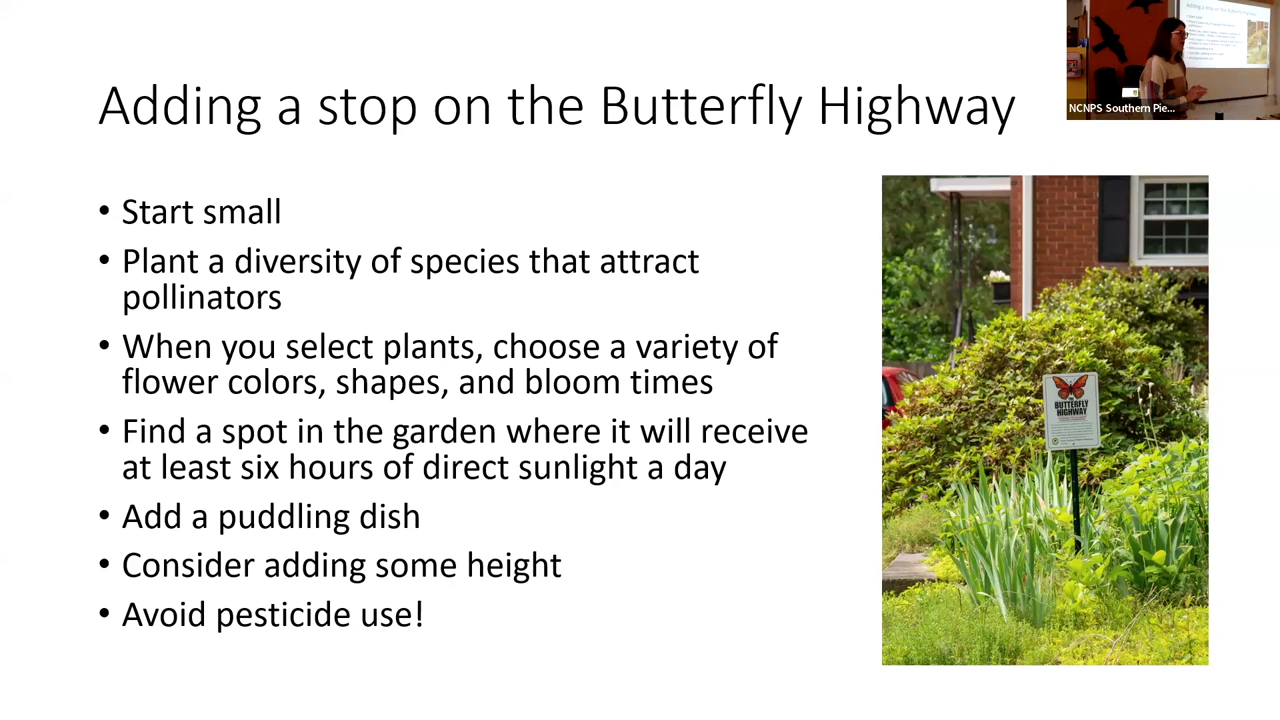 Adding a stop on the Butterfly Highway
NCNPS Southern Pie...
• Start small
• Plant a diversity of species that attract
pollinators
• When you select plants, choose a variety of
flower colors, shapes, and bloom times
• Find a spot in the garden where it will receive
at least six hours of direct sunlight a day
• Add a puddling dish
• Consider adding some height
• Avoid pesticide use!
BUTTERFLY
HIGHWAY